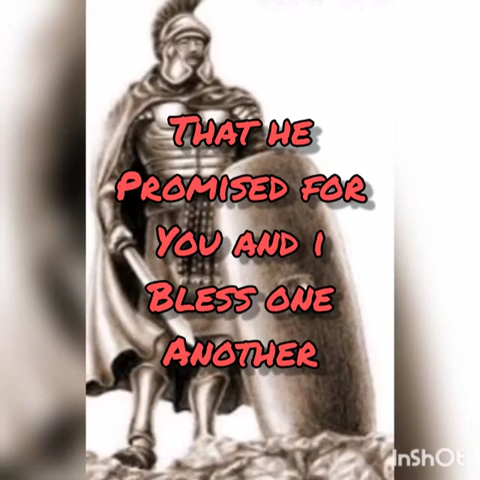 That he
Promised for
You and i
Bless one
Another
InShOt